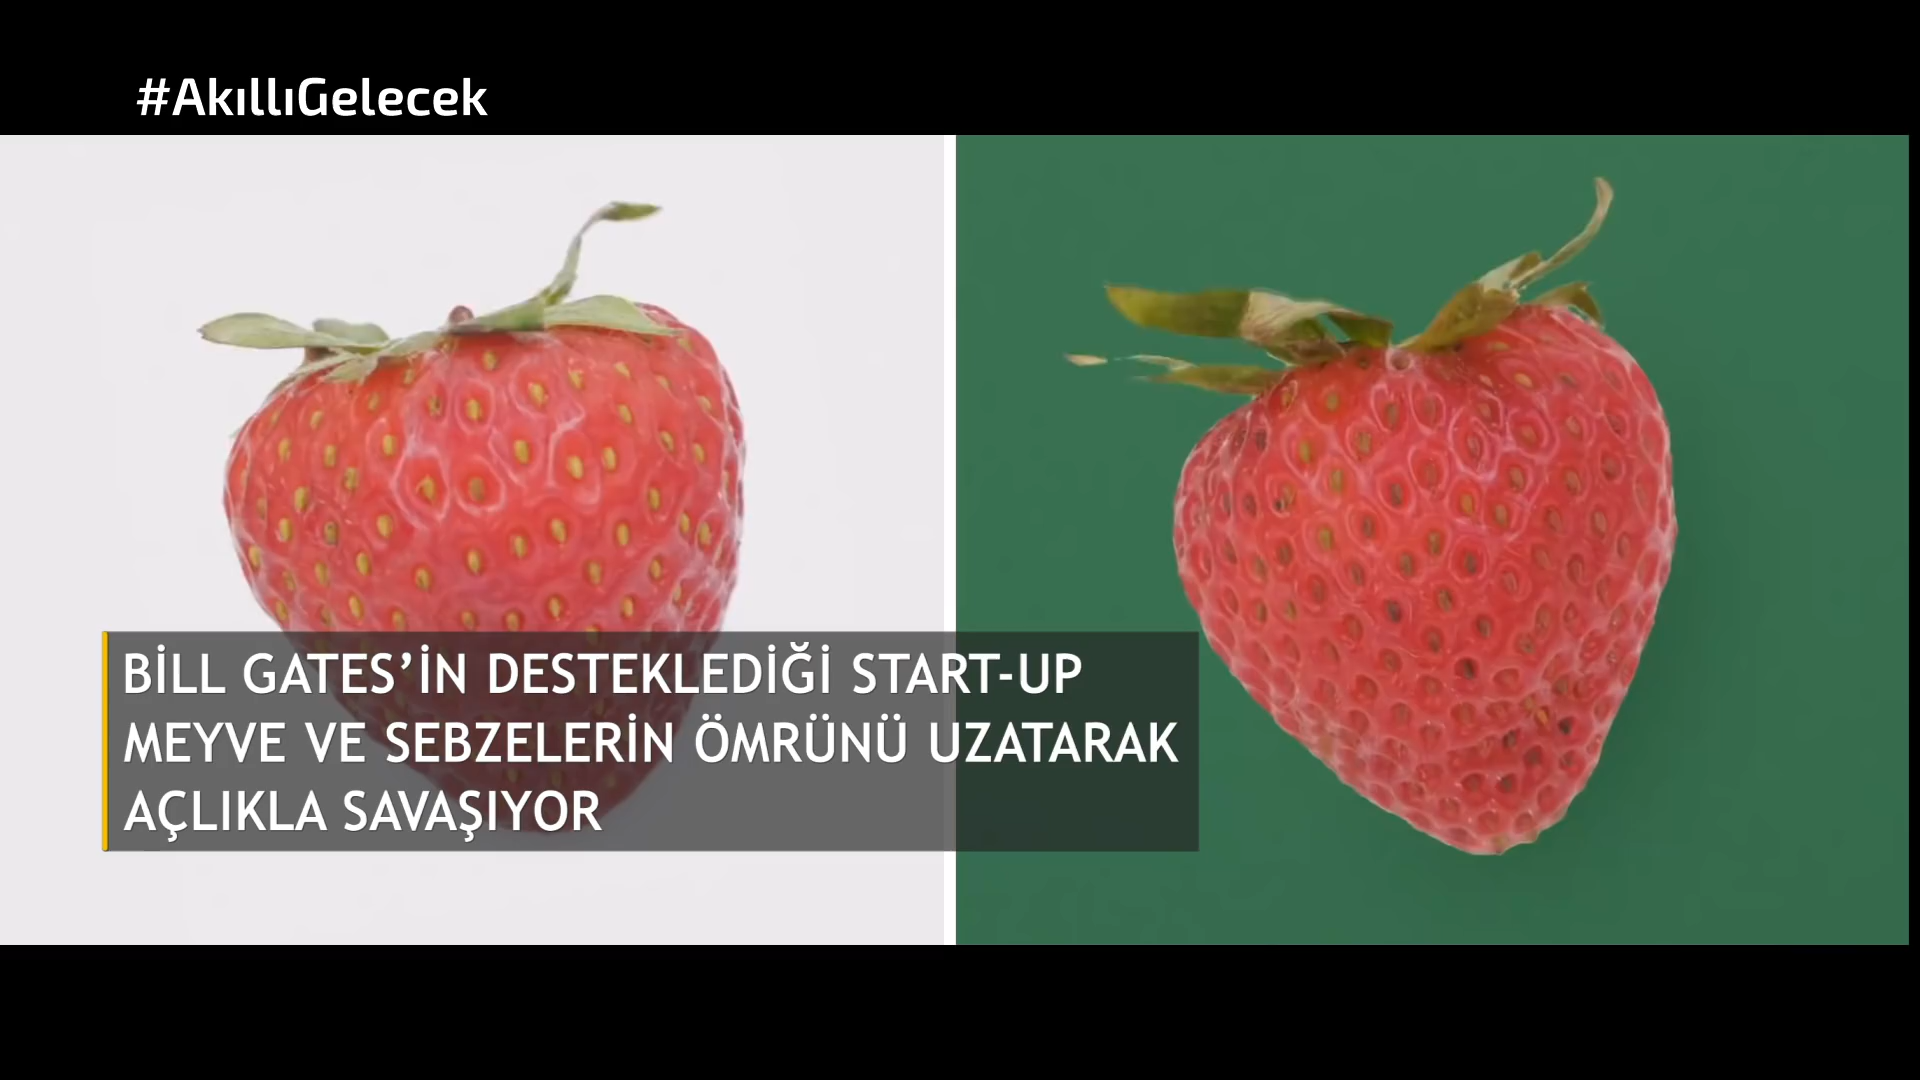 #AkıllıGelecek
BİLL GATES’İN DESTEKLEDİĞİ START-UP
MEYVE VE SEBZELERİN ÖMRÜNÜ UZATARAK
AÇLIKLA SAVAŞIYOR